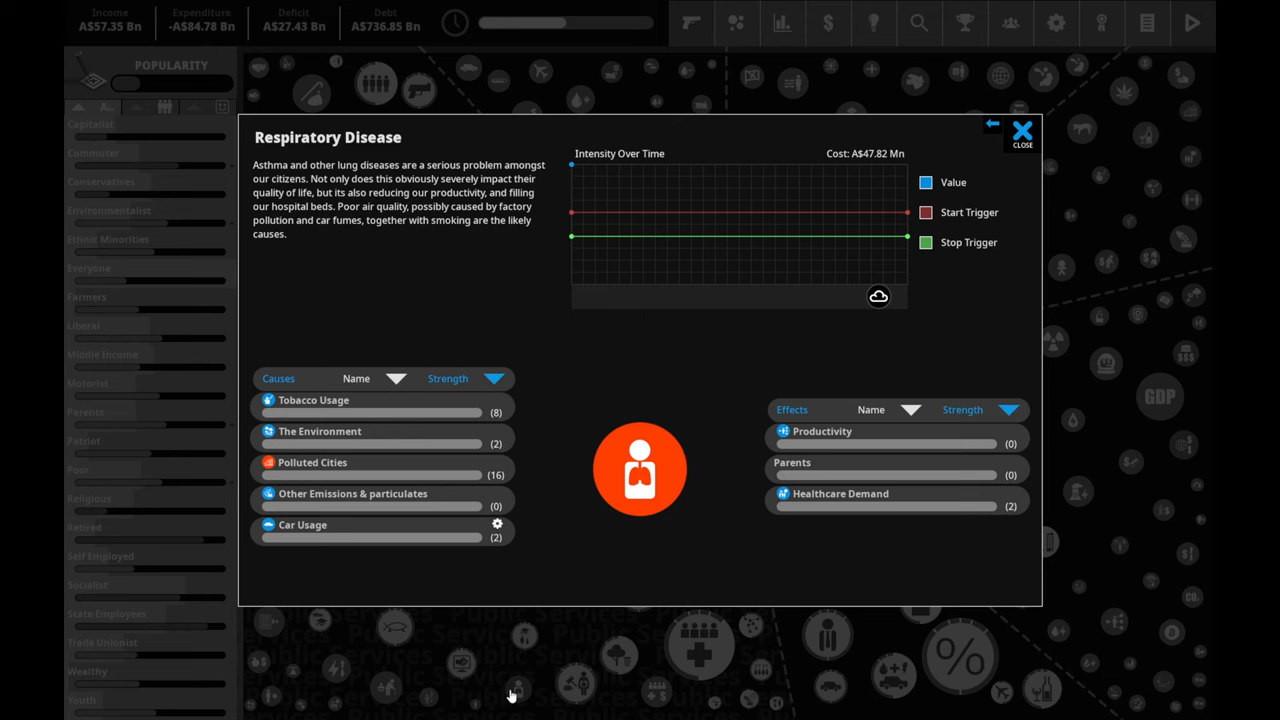 Income
Expenditure
Deficit
Debt
A$57.35 Bn
-A$84.78 Bn
A$27.43 Bn
A$736.85 Bn
POPULARITY
Capitalist
Commuter
Conservatives
Environmentalist
Ethnic Minorities
Everyone
Farmers
Liberal
Middle Income
Motorist
Parents
Patriot
Poor
Religious
Retired
Self Employed
Socialist
State Employees
Trade Unionist
Wealthy
Youth
Respiratory Disease
Asthma and other lung diseases are a serious problem amongst
our citizens. Not only does this obviously severely impact their
quality of life, but its also reducing our productivity, and filling
our hospital beds. Poor air quality, possibly caused by factory
pollution and car fumes, together with smoking are the likely
causes.
Intensity Over Time
Cost: A$47.82 Mn
CLOSE
Value
Start Trigger
Stop Trigger
Causes
Name
Strength
Tobacco Usage
(8)
The Environment
(2)
Polluted Cities
(16)
Other Emissions & particulates
(0)
Car Usage
(2)
Effects
Name
Strength
Productivity
(0)
Parents
(0)
Healthcare Demand
(2)
GDP
Public Services